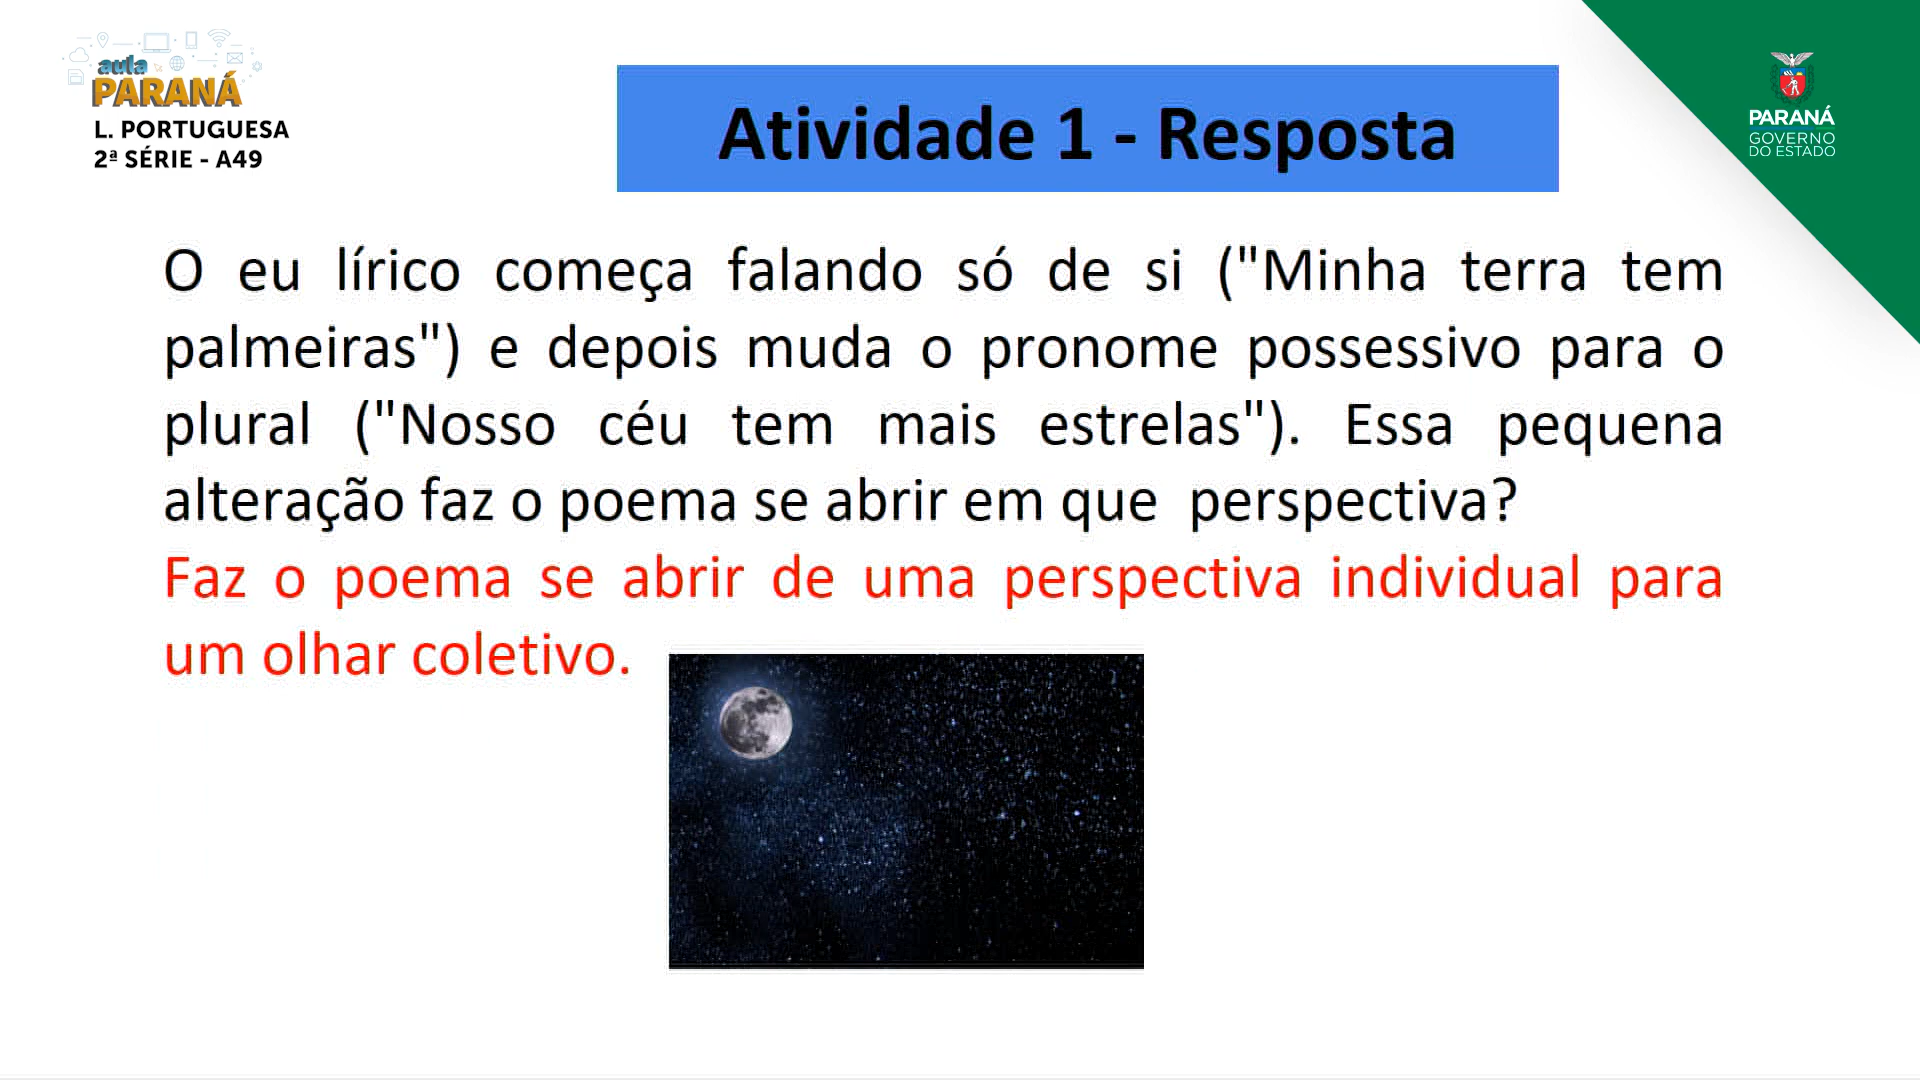 aula
PARANÁ
L. PORTUGUESA
2ª SÉRIE - A49
Atividade 1 - Resposta
PARANÁ
GOVERNO
DO ESTADO
O eu lírico começa falando só de si ("Minha terra tem
palmeiras") e depois muda o pronome possessivo para o
plural ("Nosso céu tem mais estrelas"). Essa pequena
alteração faz o poema se abrir em que  perspectiva?
Faz o poema se abrir de uma perspectiva individual para
um olhar coletivo.